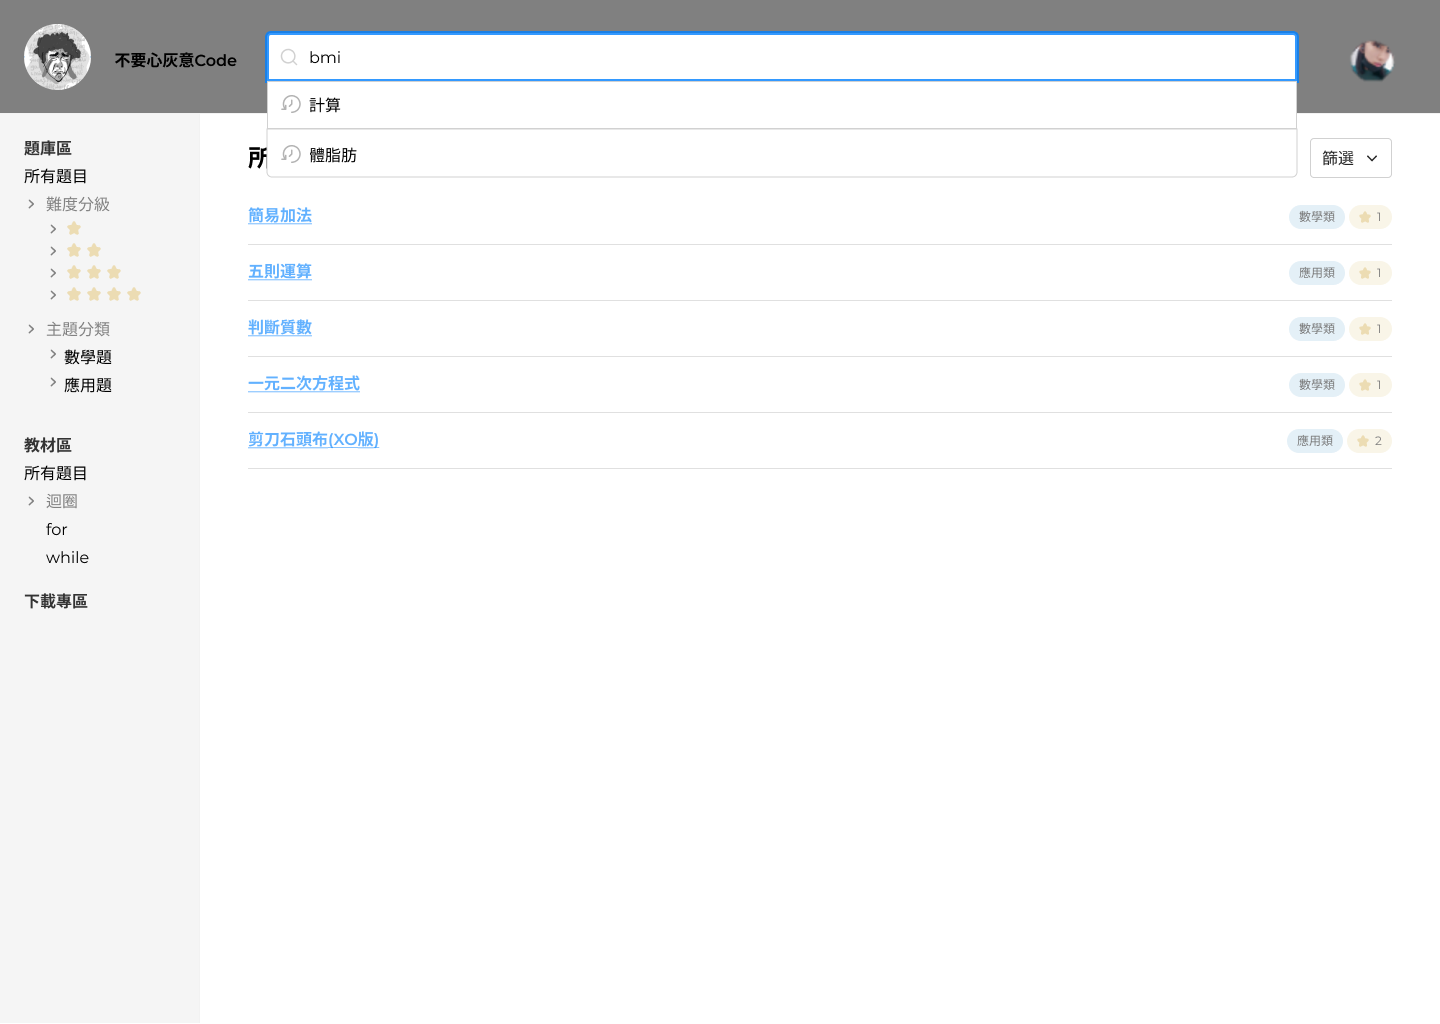 不要心灰意Code
bmi
計算
體脂肪
題庫區
所有題目
難度分級
主題分類
數學題
應用題
教材區
所有題目
迴圈
for
while
下載專區
所
篩選
簡易加法 數學類 1
五則運算 應用類 1
判斷質數 數學類 1
一元二次方程式 數學類 1
剪刀石頭布(XO版) 應用類 2